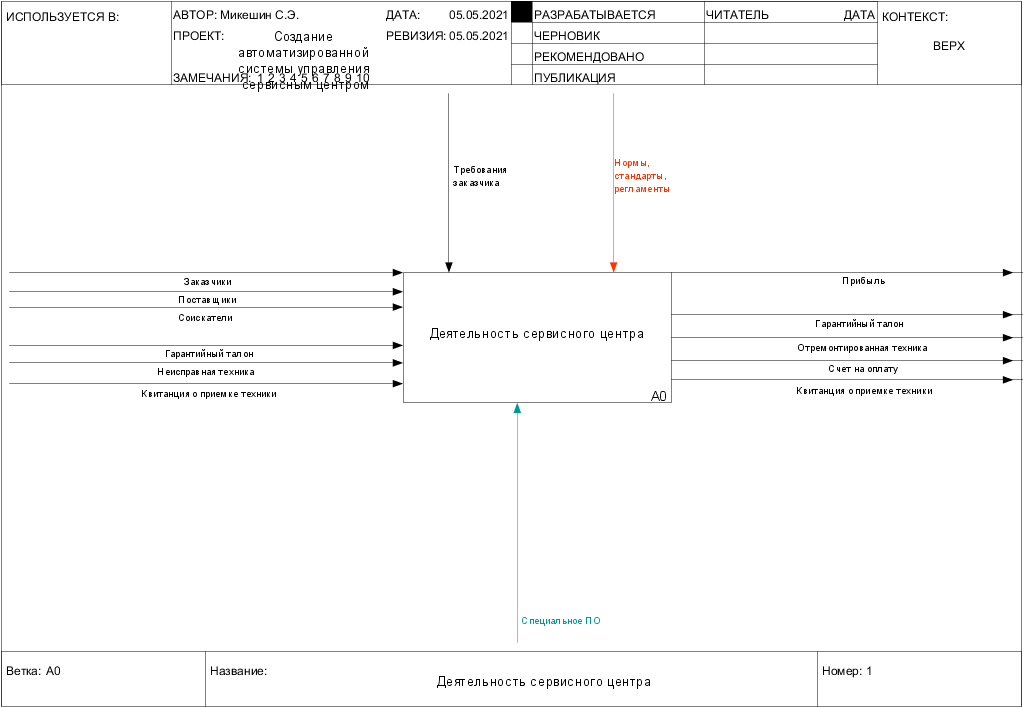 ИСПОЛЬЗУЕТСЯ В:
АВТОР: Микешин С.Э.
ДАТА: 05.05.2021
ПРОЕКТ: Создание
автоматизированной
системы управления
сервисным центром
РЕВИЗИЯ: 05.05.2021
ЗАМЕЧАНИЯ: 1 2 3 4 5 6 7 8 9 10
РАЗРАБАТЫВАЕТСЯ
ЧЕРНОВИК
РЕКОМЕНДОВАНО
ПУБЛИКАЦИЯ
ЧИТАТЕЛЬ ДАТА
КОНТЕКСТ:
ВЕРХ
Требования
заказчика
Нормы,
стандарты,
регламенты
Заказчики
Поставщики
Соискатели
Гарантийный талон
Неисправная техника
Квитанция о приемке техники
Деятельность сервисного центра
A0
Прибыль
Гарантийный талон
Отремонтированная техника
Счет на оплату
Квитанция о приемке техники
Специальное ПО
Ветка: A0
Название:
Деятельность сервисного центра
Номер: 1